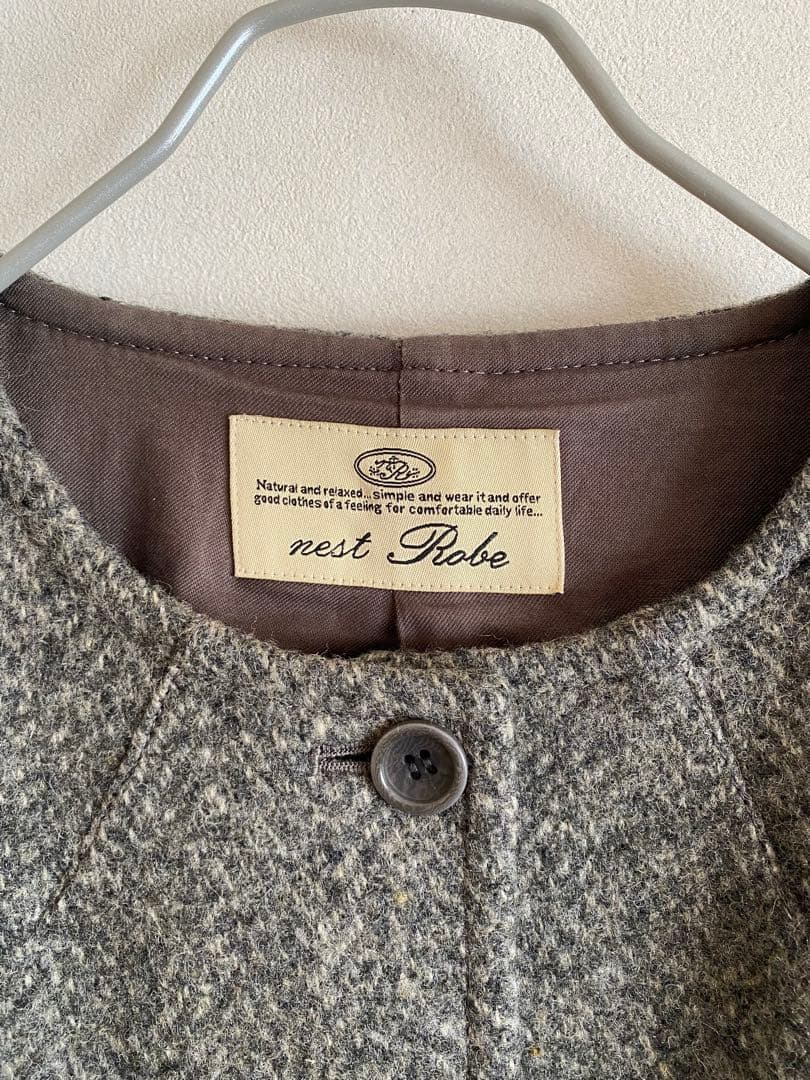 Natural and relaxed...simple and wear it and offer
good clothes of a feeling for comfortable daily life...
nest Robe